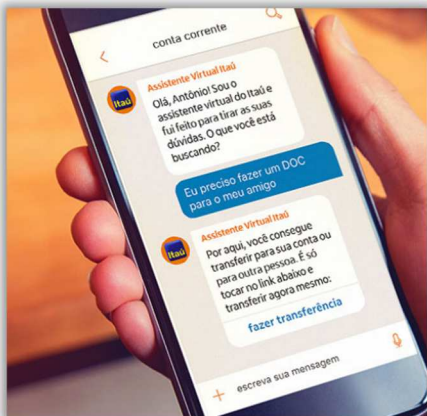 conta corrente
Assistente Virtual Itaú
Itaú
Olá, Antônio! Sou o
assistente virtual do Itaú e
fui feito para tirar as suas
dúvidas. O que você está
buscando?
Eu preciso fazer um DOC
para o meu amigo
Assistente Virtual Itaú
Itaú
Por aqui, você consegue
transferir para sua conta ou
para outra pessoa. É só
tocar no link abaixo e
transferir agora mesmo:
fazer transferência
escreva sua mensagem